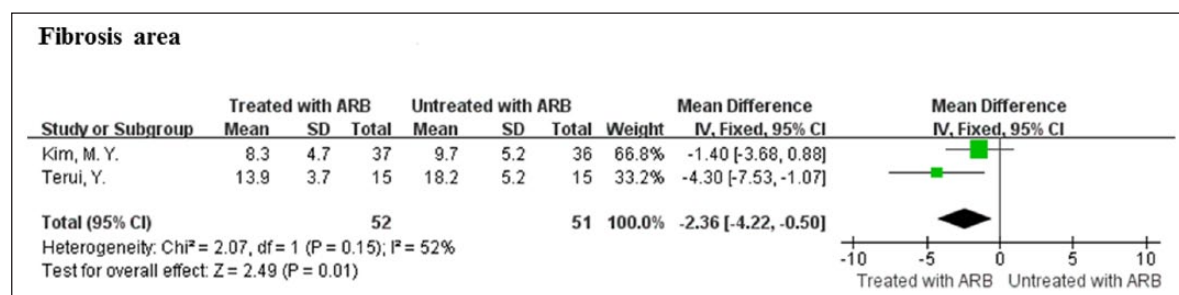 Fibrosis area
Treated with ARB Untreated with ARB Mean Difference Mean Difference
Study or Subgroup Mean SD Total Mean SD Total Weight IV, Fixed, 95% CI IV, Fixed, 95% CI
Kim, M. Y. 8.3 4.7 37 9.7 5.2 36 66.8% -1.40 [-3.68, 0.88]
Terui, Y. 13.9 3.7 15 18.2 5.2 15 33.2% -4.30 [-7.53, -1.07]
Total (95% CI) 52 51 100.0% -2.36 [-4.22, -0.50]
Heterogeneity: Chi² = 2.07, df = 1 (P = 0.15); I² = 52%
Test for overall effect: Z = 2.49 (P = 0.01)
-10 -5 0 5 10
Treated with ARB Untreated with ARB